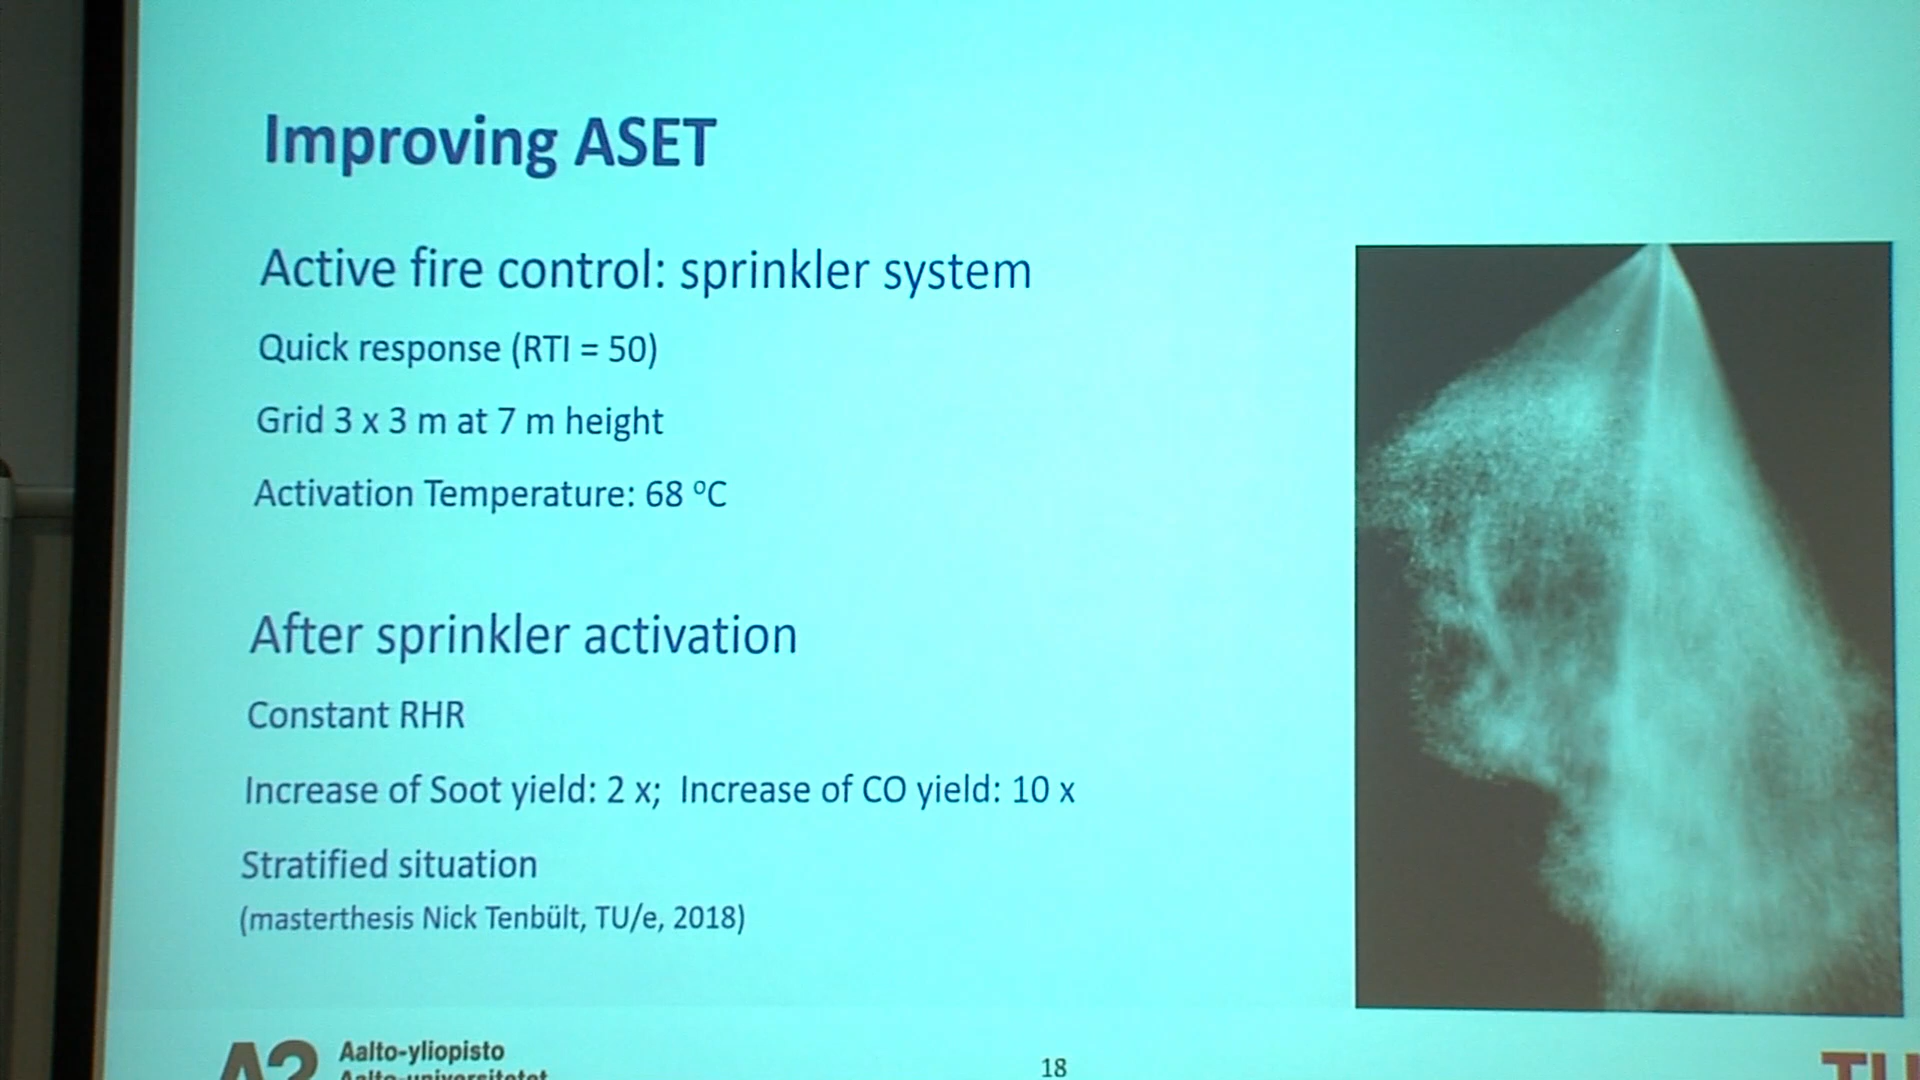 Improving ASET
Active fire control: sprinkler system
Quick response (RTI = 50)
Grid 3 x 3 m at 7 m height
Activation Temperature: 68 ºC
After sprinkler activation
Constant RHR
Increase of Soot yield: 2 x; Increase of CO yield: 10 x
Stratified situation
(masterthesis Nick Tenbült, TU/e, 2018)
A?
Aalto-yliopisto
Aalto-universitetet
18
TU